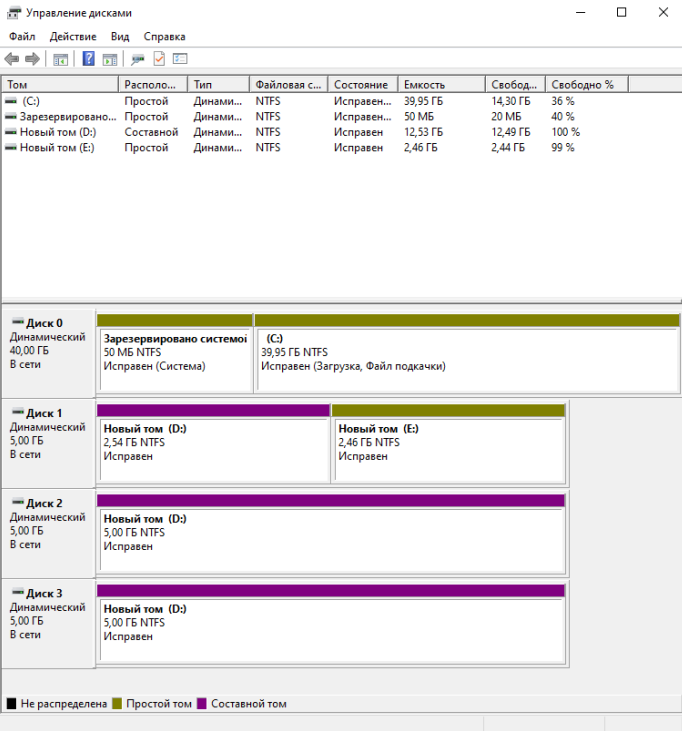 Управление дисками
Файл Действие Вид Справка
Том Располо... Тип Файловая с... Состояние Емкость Свобод... Свободно %
(C:) Простой Динами... NTFS Исправен... 39,95 ГБ 14,30 ГБ 36 %
Зарезервировано... Простой Динами... NTFS Исправен... 50 МБ 20 МБ 40 %
Новый том (D:) Составной Динами... NTFS Исправен 12,53 ГБ 12,49 ГБ 100 %
Новый том (E:) Простой Динами... NTFS Исправен 2,46 ГБ 2,44 ГБ 99 %
Диск 0
Динамический
40,00 ГБ
В сети
Зарезервировано системої
50 МБ NTFS
Исправен (Система)
(C:)
39,95 ГБ NTFS
Исправен (Загрузка, Файл подкачки)
Диск 1
Динамический
5,00 ГБ
В сети
Новый том (D:)
2,54 ГБ NTFS
Исправен
Новый том (E:)
2,46 ГБ NTFS
Исправен
Диск 2
Динамический
5,00 ГБ
В сети
Новый том (D:)
5,00 ГБ NTFS
Исправен
Диск 3
Динамический
5,00 ГБ
В сети
Новый том (D:)
5,00 ГБ NTFS
Исправен
Не распределена Простой том Составной том